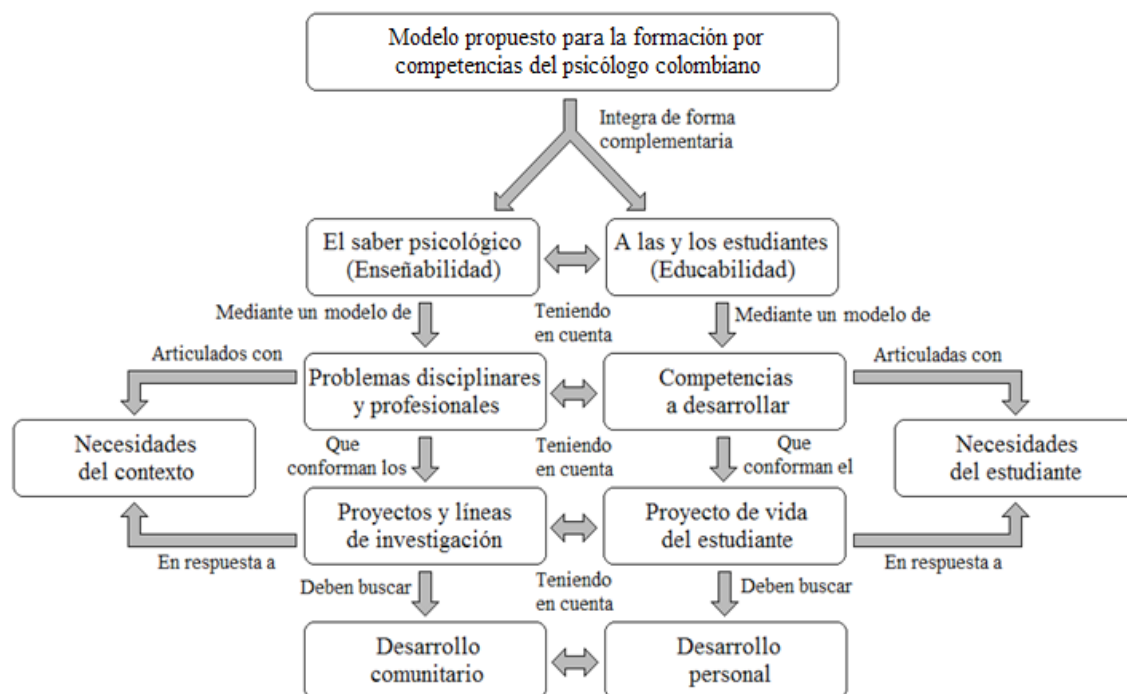 Modelo propuesto para la formación por
competencias del psicólogo colombiano
Integra de forma
complementaria
El saber psicológico
(Enseñabilidad)
A las y los estudiantes
(Educabilidad)
Mediante un modelo de
Teniendo
en cuenta
Mediante un modelo de
Articulados con
Problemas disciplinares
y profesionales
Competencias
a desarrollar
Articuladas con
Necesidades
del contexto
Que
conforman los
Teniendo
en cuenta
Que
conforman el
Necesidades
del estudiante
Proyectos y líneas
de investigación
Proyecto de vida
del estudiante
En respuesta a
En respuesta a
Deben buscar
Teniendo
en cuenta
Deben buscar
Desarrollo
comunitario
Desarrollo
personal